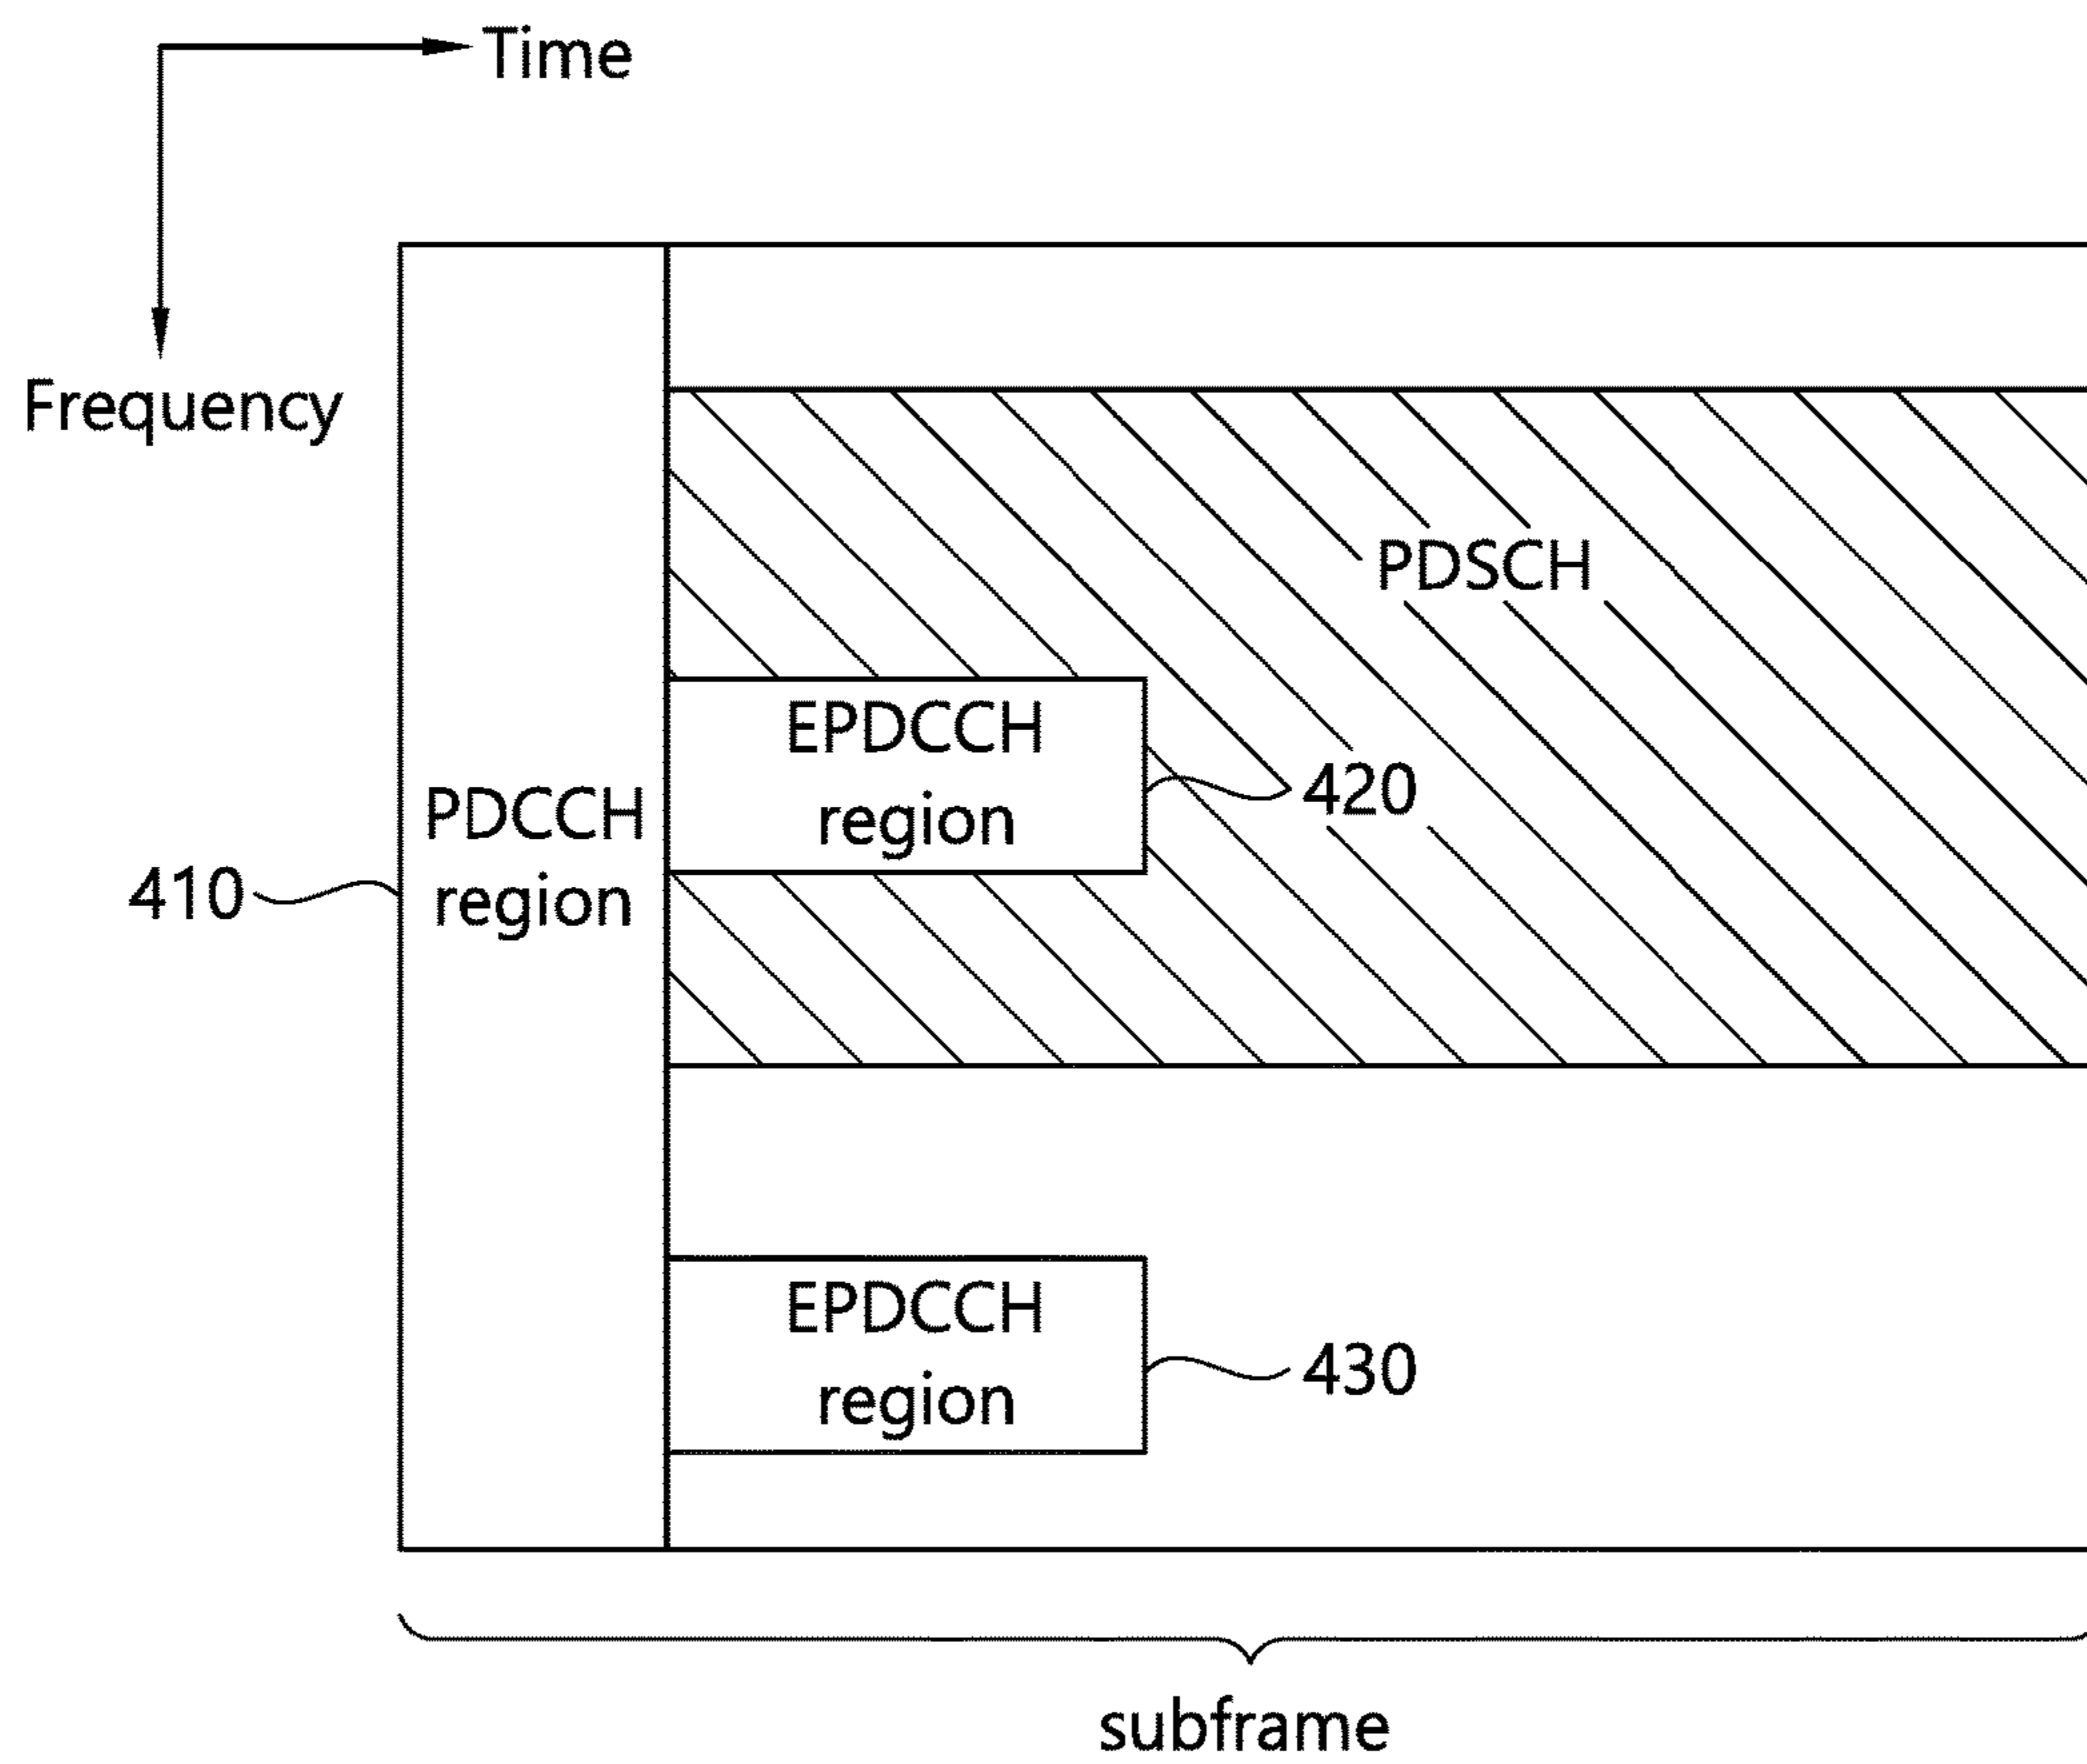 Time
Frequency
PDSCH
EPDCCH
region
420
PDCCH
region
410
EPDCCH
region
430
subframe